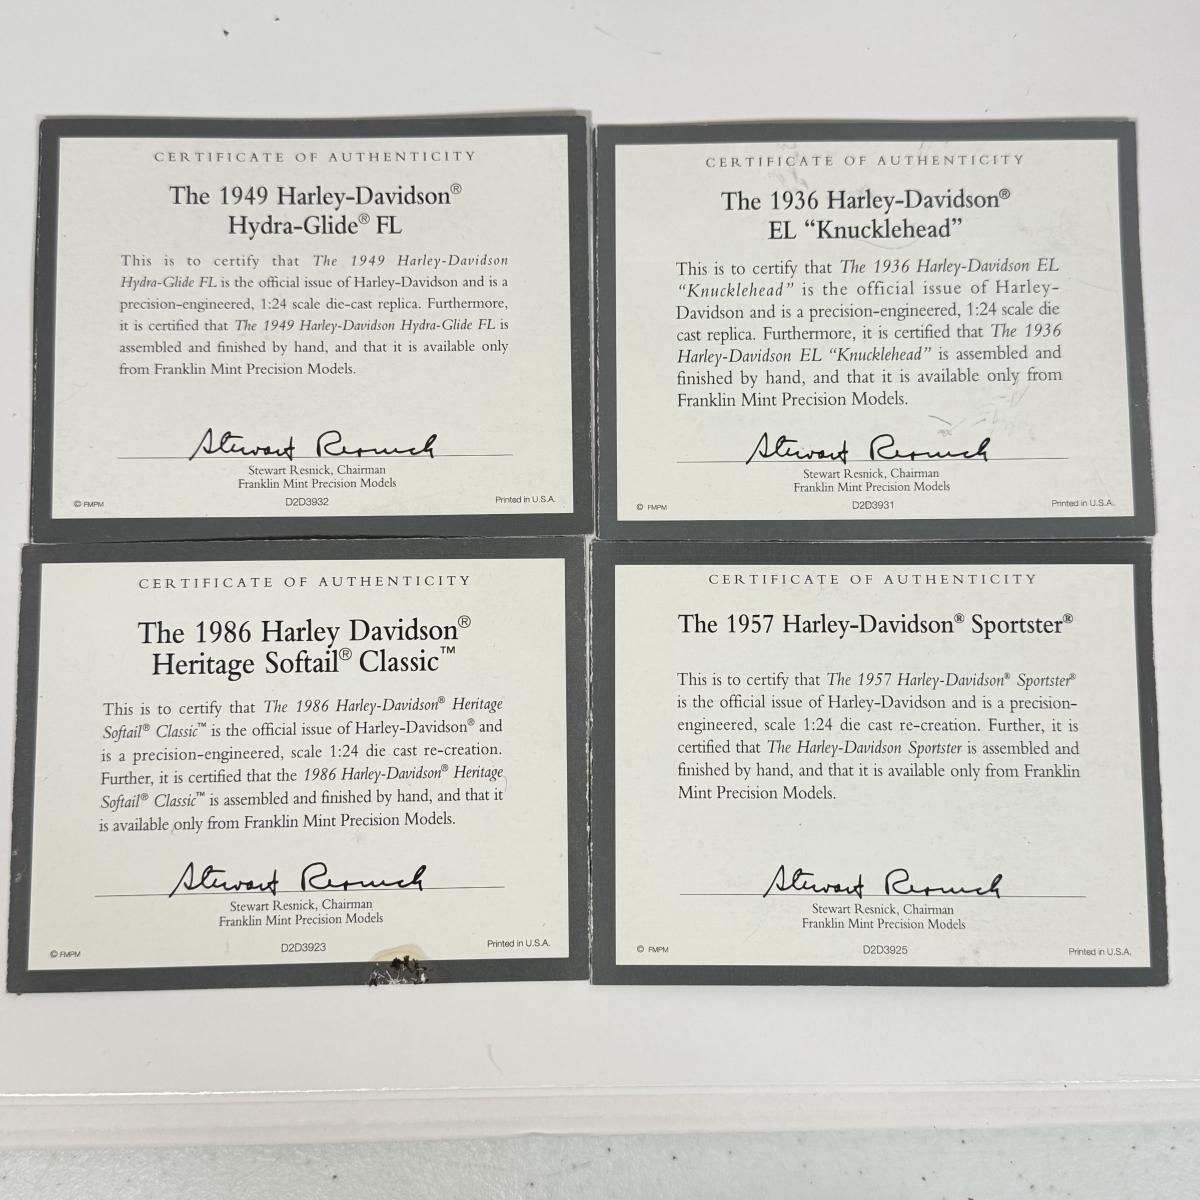 CERTIFICATE OF AUTHENTICITY
The 1949 Harley-Davidson®
Hydra-Glide® FL
This is to certify that The 1949 Harley-Davidson
Hydra-Glide FL is the official issue of Harley-Davidson and is a
precision-engineered, 1:24 scale die-cast replica. Furthermore,
it is certified that The 1949 Harley-Davidson Hydra-Glide FL is
assembled and finished by hand, and that it is available only
from Franklin Mint Precision Models.
Stewart Resnick
Stewart Resnick, Chairman
Franklin Mint Precision Models
© FMPM
D2D3932
Printed in U.S.A.
CERTIFICATE OF AUTHENTICITY
The 1936 Harley-Davidson®
EL “Knucklehead”
This is to certify that The 1936 Harley-Davidson EL
“Knucklehead” is the official issue of Harley-
Davidson and is a precision-engineered, 1:24 scale die
cast replica. Furthermore, it is certified that The 1936
Harley-Davidson EL “Knucklehead” is assembled and
finished by hand, and that it is available only from
Franklin Mint Precision Models.
Stewart Resnick
Stewart Resnick, Chairman
Franklin Mint Precision Models
© FMPM
D2D3931
Printed in U.S.A.
CERTIFICATE OF AUTHENTICITY
The 1986 Harley Davidson®
Heritage Softail® Classic™
This is to certify that The 1986 Harley-Davidson® Heritage
Softail® Classic™ is the official issue of Harley-Davidson® and
is a precision-engineered, scale 1:24 die cast re-creation.
Further, it is certified that the 1986 Harley-Davidson® Heritage
Softail® Classic™ is assembled and finished by hand, and that it
is available only from Franklin Mint Precision Models.
Stewart Resnick
Stewart Resnick, Chairman
Franklin Mint Precision Models
© FMPM
D2D3923
Printed in U.S.A.
CERTIFICATE OF AUTHENTICITY
The 1957 Harley-Davidson® Sportster®
This is to certify that The 1957 Harley-Davidson® Sportster®
is the official issue of Harley-Davidson and is a precision-
engineered, scale 1:24 die cast re-creation. Further, it is
certified that The Harley-Davidson Sportster is assembled and
finished by hand, and that it is available only from Franklin
Mint Precision Models.
Stewart Resnick
Stewart Resnick, Chairman
Franklin Mint Precision Models
© FMPM
D2D3925
Printed in U.S.A.